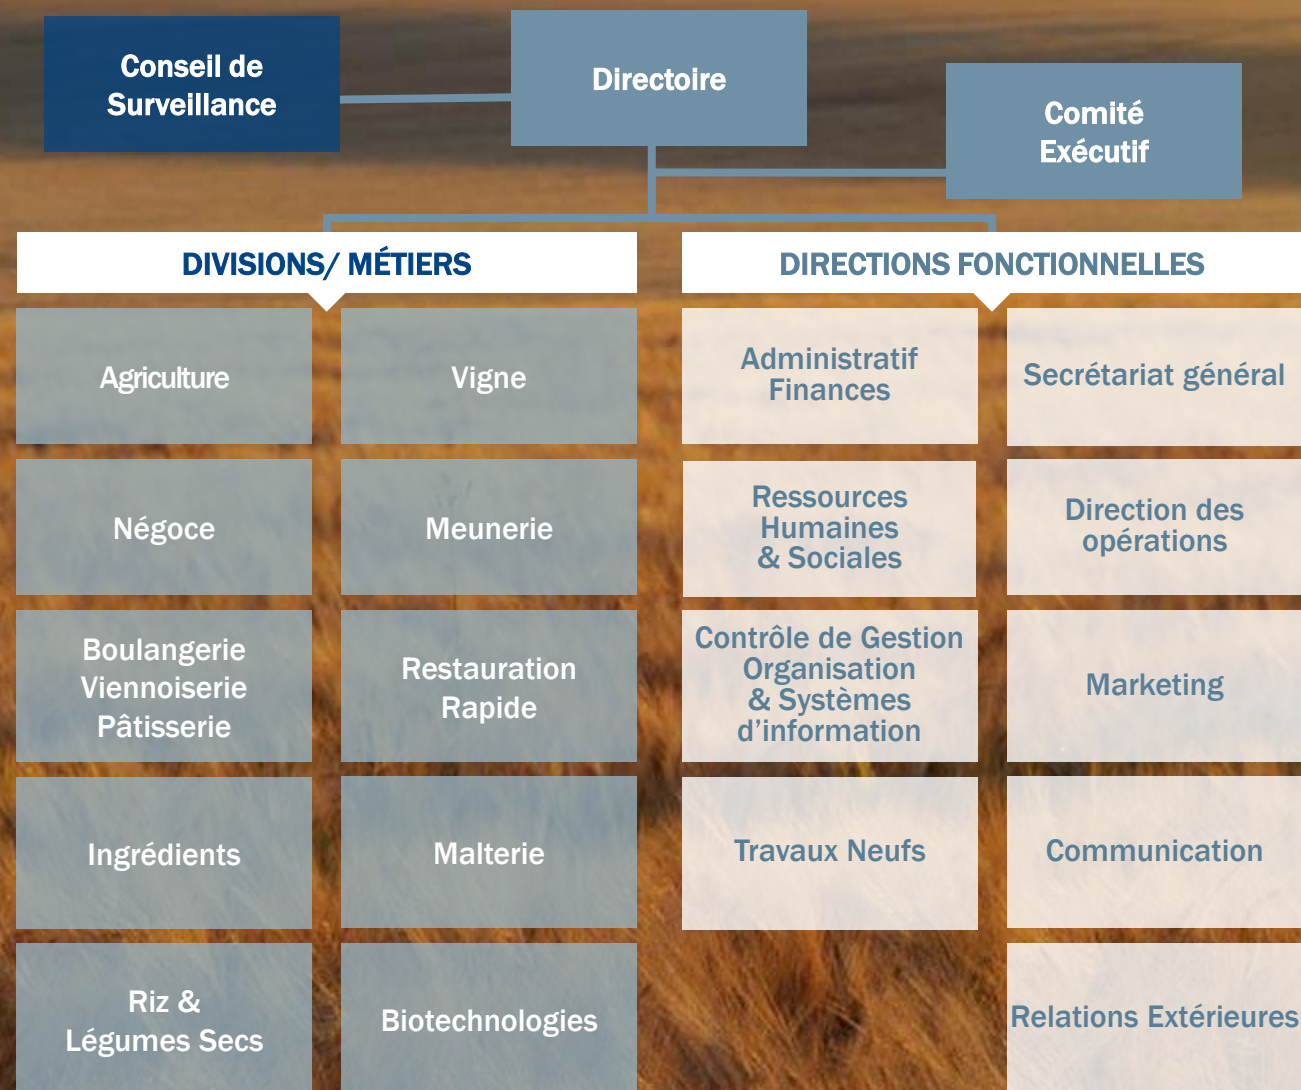 Conseil de
Surveillance
Directoire
Comité
Exécutif
DIVISIONS/ MÉTIERS
Agriculture
Vigne
Négoce
Meunerie
Boulangerie
Viennoiserie
Pâtisserie
Restauration
Rapide
Ingrédients
Malterie
Riz &
Légumes Secs
Biotechnologies
DIRECTIONS FONCTIONNELLES
Administratif
Finances
Secrétariat général
Ressources
Humaines
& Sociales
Direction des
opérations
Contrôle de Gestion
Organisation
& Systèmes
d’information
Marketing
Travaux Neufs
Communication
Relations Extérieures